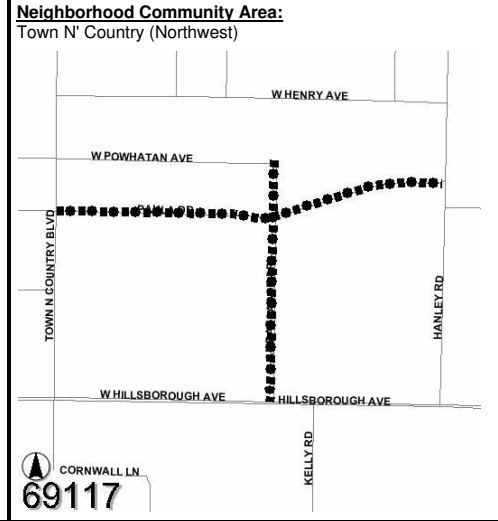 Neighborhood Community Area:
Town N' Country (Northwest)
W HENRY AVE
W POWHATAN AVE
TOWN N COUNTRY BLVD
HANLEY RD
W HILLSBOROUGH AVE
HILLSBOROUGH AVE
KELLY RD
CORNWALL LN
69117